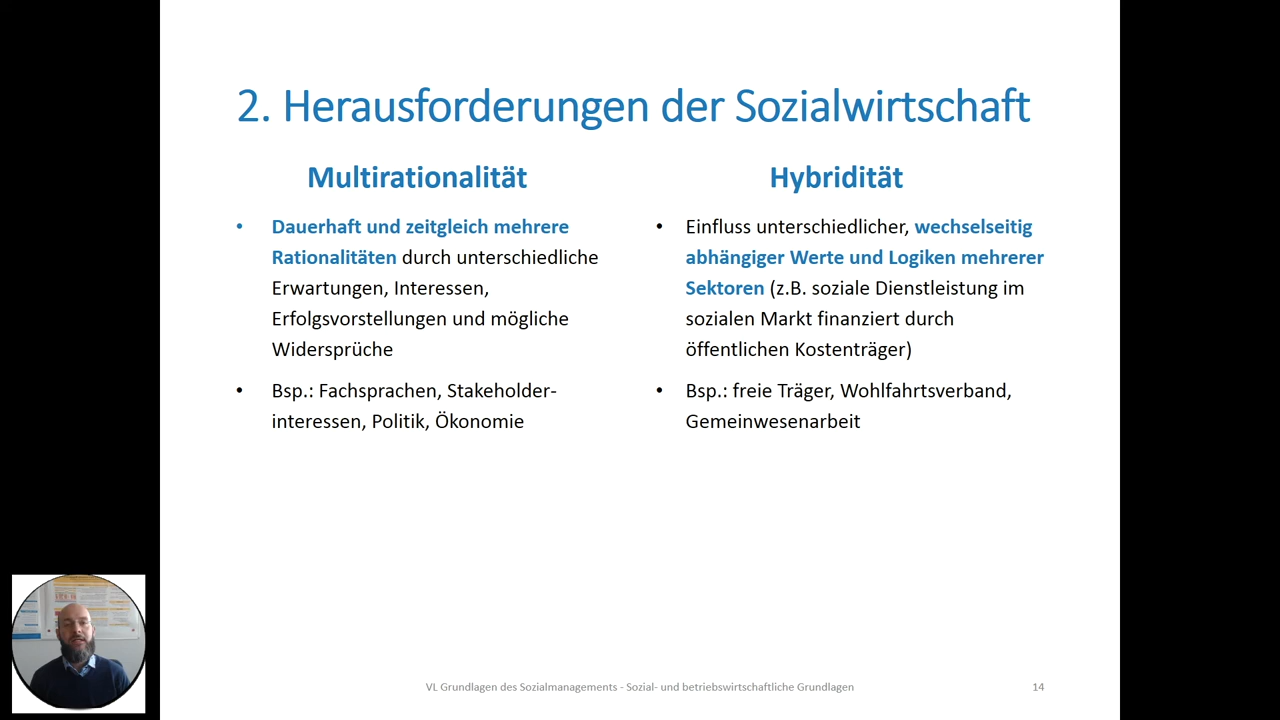 2. Herausforderungen der Sozialwirtschaft
Multirationalität
• Dauerhaft und zeitgleich mehrere
Rationalitäten durch unterschiedliche
Erwartungen, Interessen,
Erfolgsvorstellungen und mögliche
Widersprüche
• Bsp.: Fachsprachen, Stakeholder-
interessen, Politik, Ökonomie
Hybridität
• Einfluss unterschiedlicher, wechselseitig
abhängiger Werte und Logiken mehrerer
Sektoren (z.B. soziale Dienstleistung im
sozialen Markt finanziert durch
öffentlichen Kostenträger)
• Bsp.: freie Träger, Wohlfahrtsverband,
Gemeinwesenarbeit
VL Grundlagen des Sozialmanagements - Sozial- und betriebswirtschaftliche Grundlagen
14